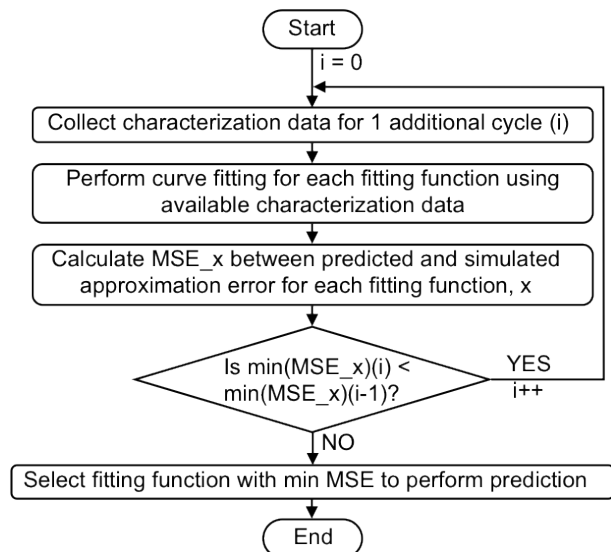 Start
i = 0
Collect characterization data for 1 additional cycle (i)
Perform curve fitting for each fitting function using
available characterization data
Calculate MSE_x between predicted and simulated
approximation error for each fitting function, x
Is min(MSE_x)(i) <
min(MSE_x)(i-1)?
YES
i++
NO
Select fitting function with min MSE to perform prediction
End